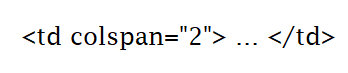 <td colspan="2"> … </td>